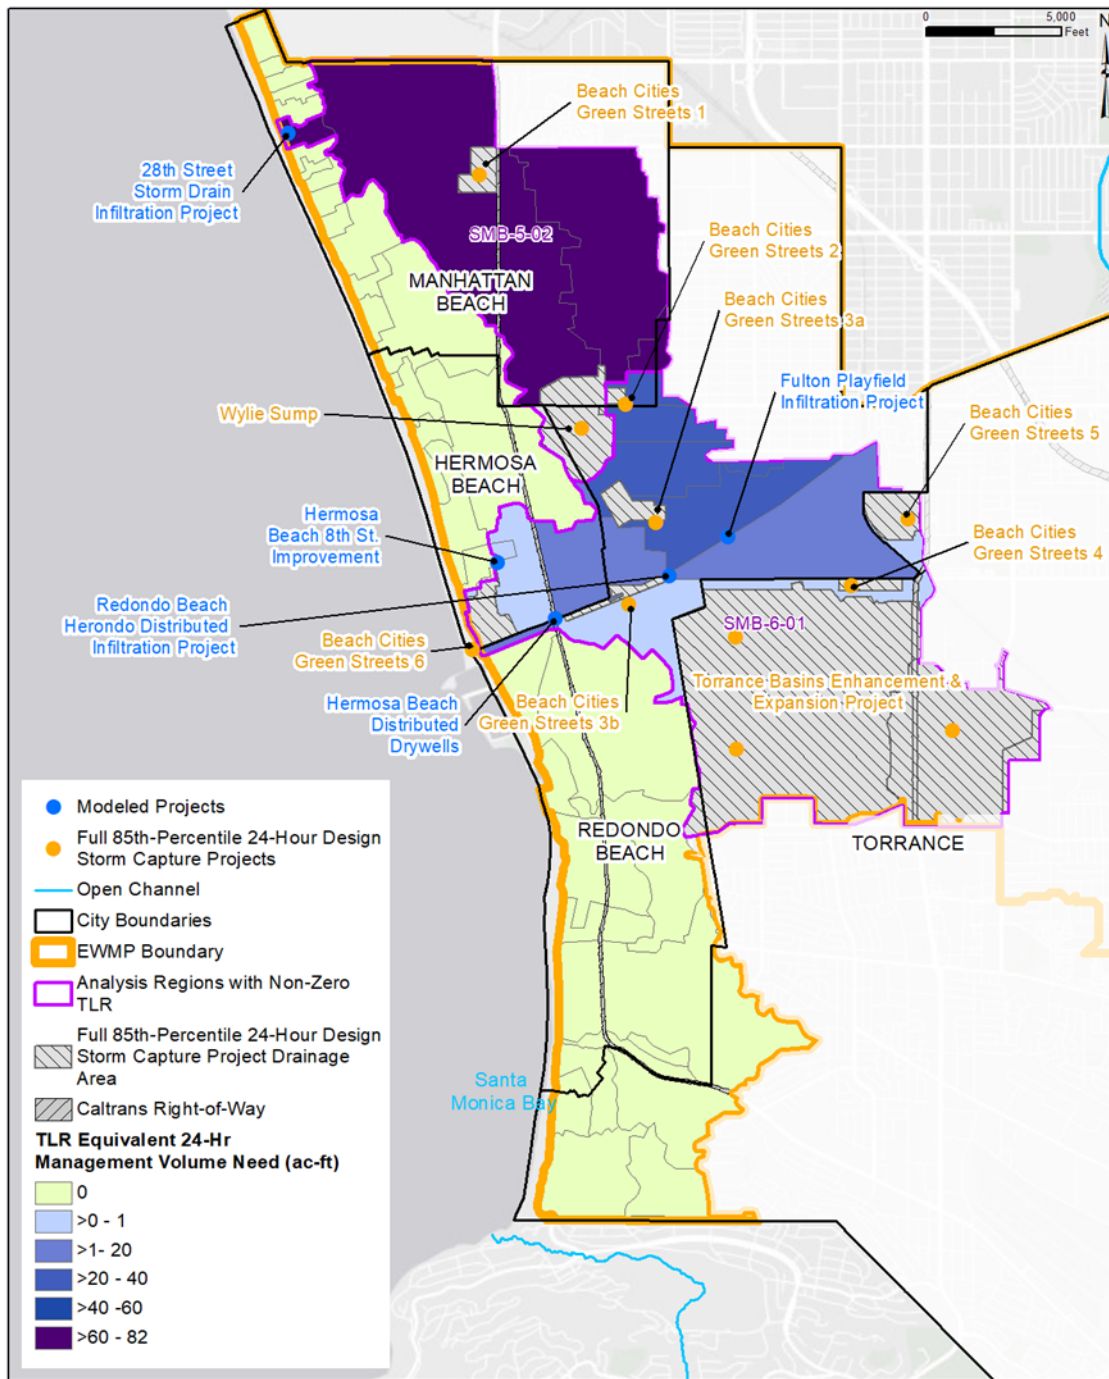 0
5,000
Feet
N
Beach Cities
Green Streets 1
28th Street
Storm Drain
Infiltration Project
SMB-5-02
Beach Cities
Green Streets 2
MANHATTAN
BEACH
Beach Cities
Green Streets 3a
Fulton Playfield
Infiltration Project
Wylie Sump
Beach Cities
Green Streets 5
HERMOSA
BEACH
Hermosa
Beach 8th St.
Improvement
Beach Cities
Green Streets 4
Redondo Beach
Herondo Distributed
Infiltration Project
SMB-6-01
Beach Cities
Green Streets 6
Torrance Basins Enhancement &
Expansion Project
Hermosa Beach
Distributed
Drywells
Beach Cities
Green Streets 3b
REDONDO
BEACH
TORRANCE
Santa
Monica Bay
Modeled Projects
Full 85th-Percentile 24-Hour Design
Storm Capture Projects
Open Channel
City Boundaries
EWMP Boundary
Analysis Regions with Non-Zero
TLR
Full 85th-Percentile 24-Hour Design
Storm Capture Project Drainage
Area
Caltrans Right-of-Way
TLR Equivalent 24-Hr
Management Volume Need (ac-ft)
0
>0 - 1
>1- 20
>20 - 40
>40 -60
>60 - 82